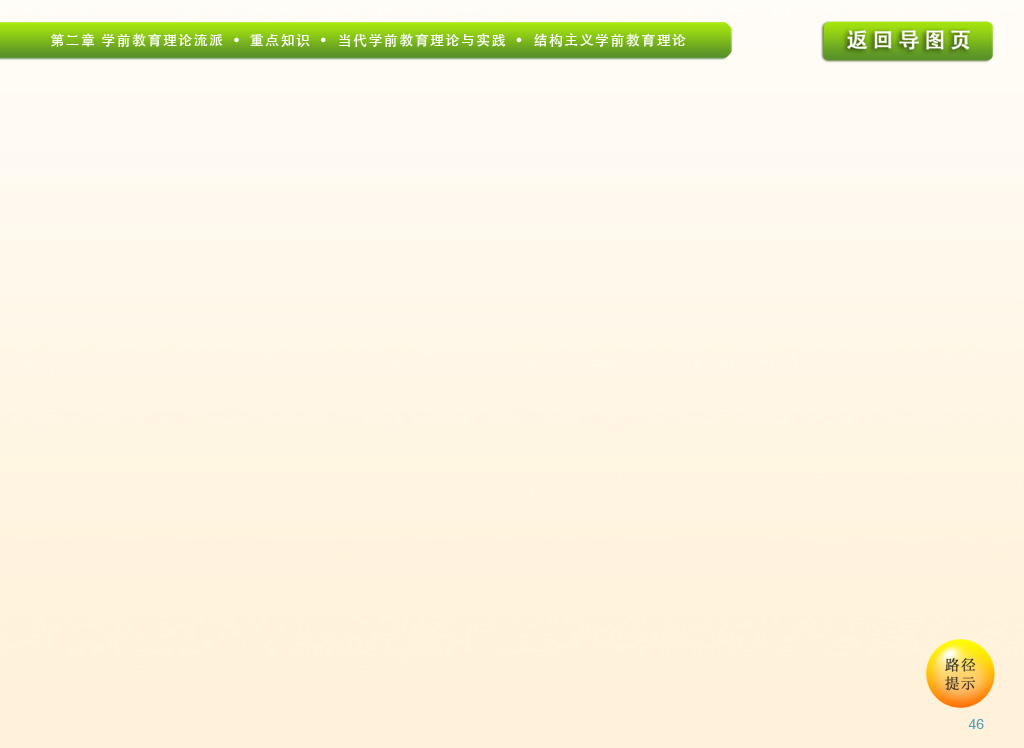 第二章 学前教育理论流派 • 重点知识 • 当代学前教育理论与实践 • 结构主义学前教育理论
返回导图页
路径
提示
46